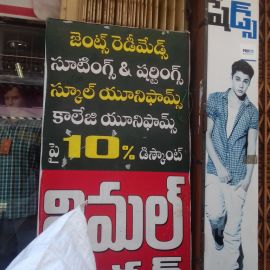 జెంట్స్ రెడీమేడ్స్
సూటింగ్స్ & షర్టింగ్స్
స్కూల్ యూనిఫామ్స్
కాలేజి యూనిఫామ్స్
పై 10% డిస్కౌంట్
విమల్
షేడ్స్